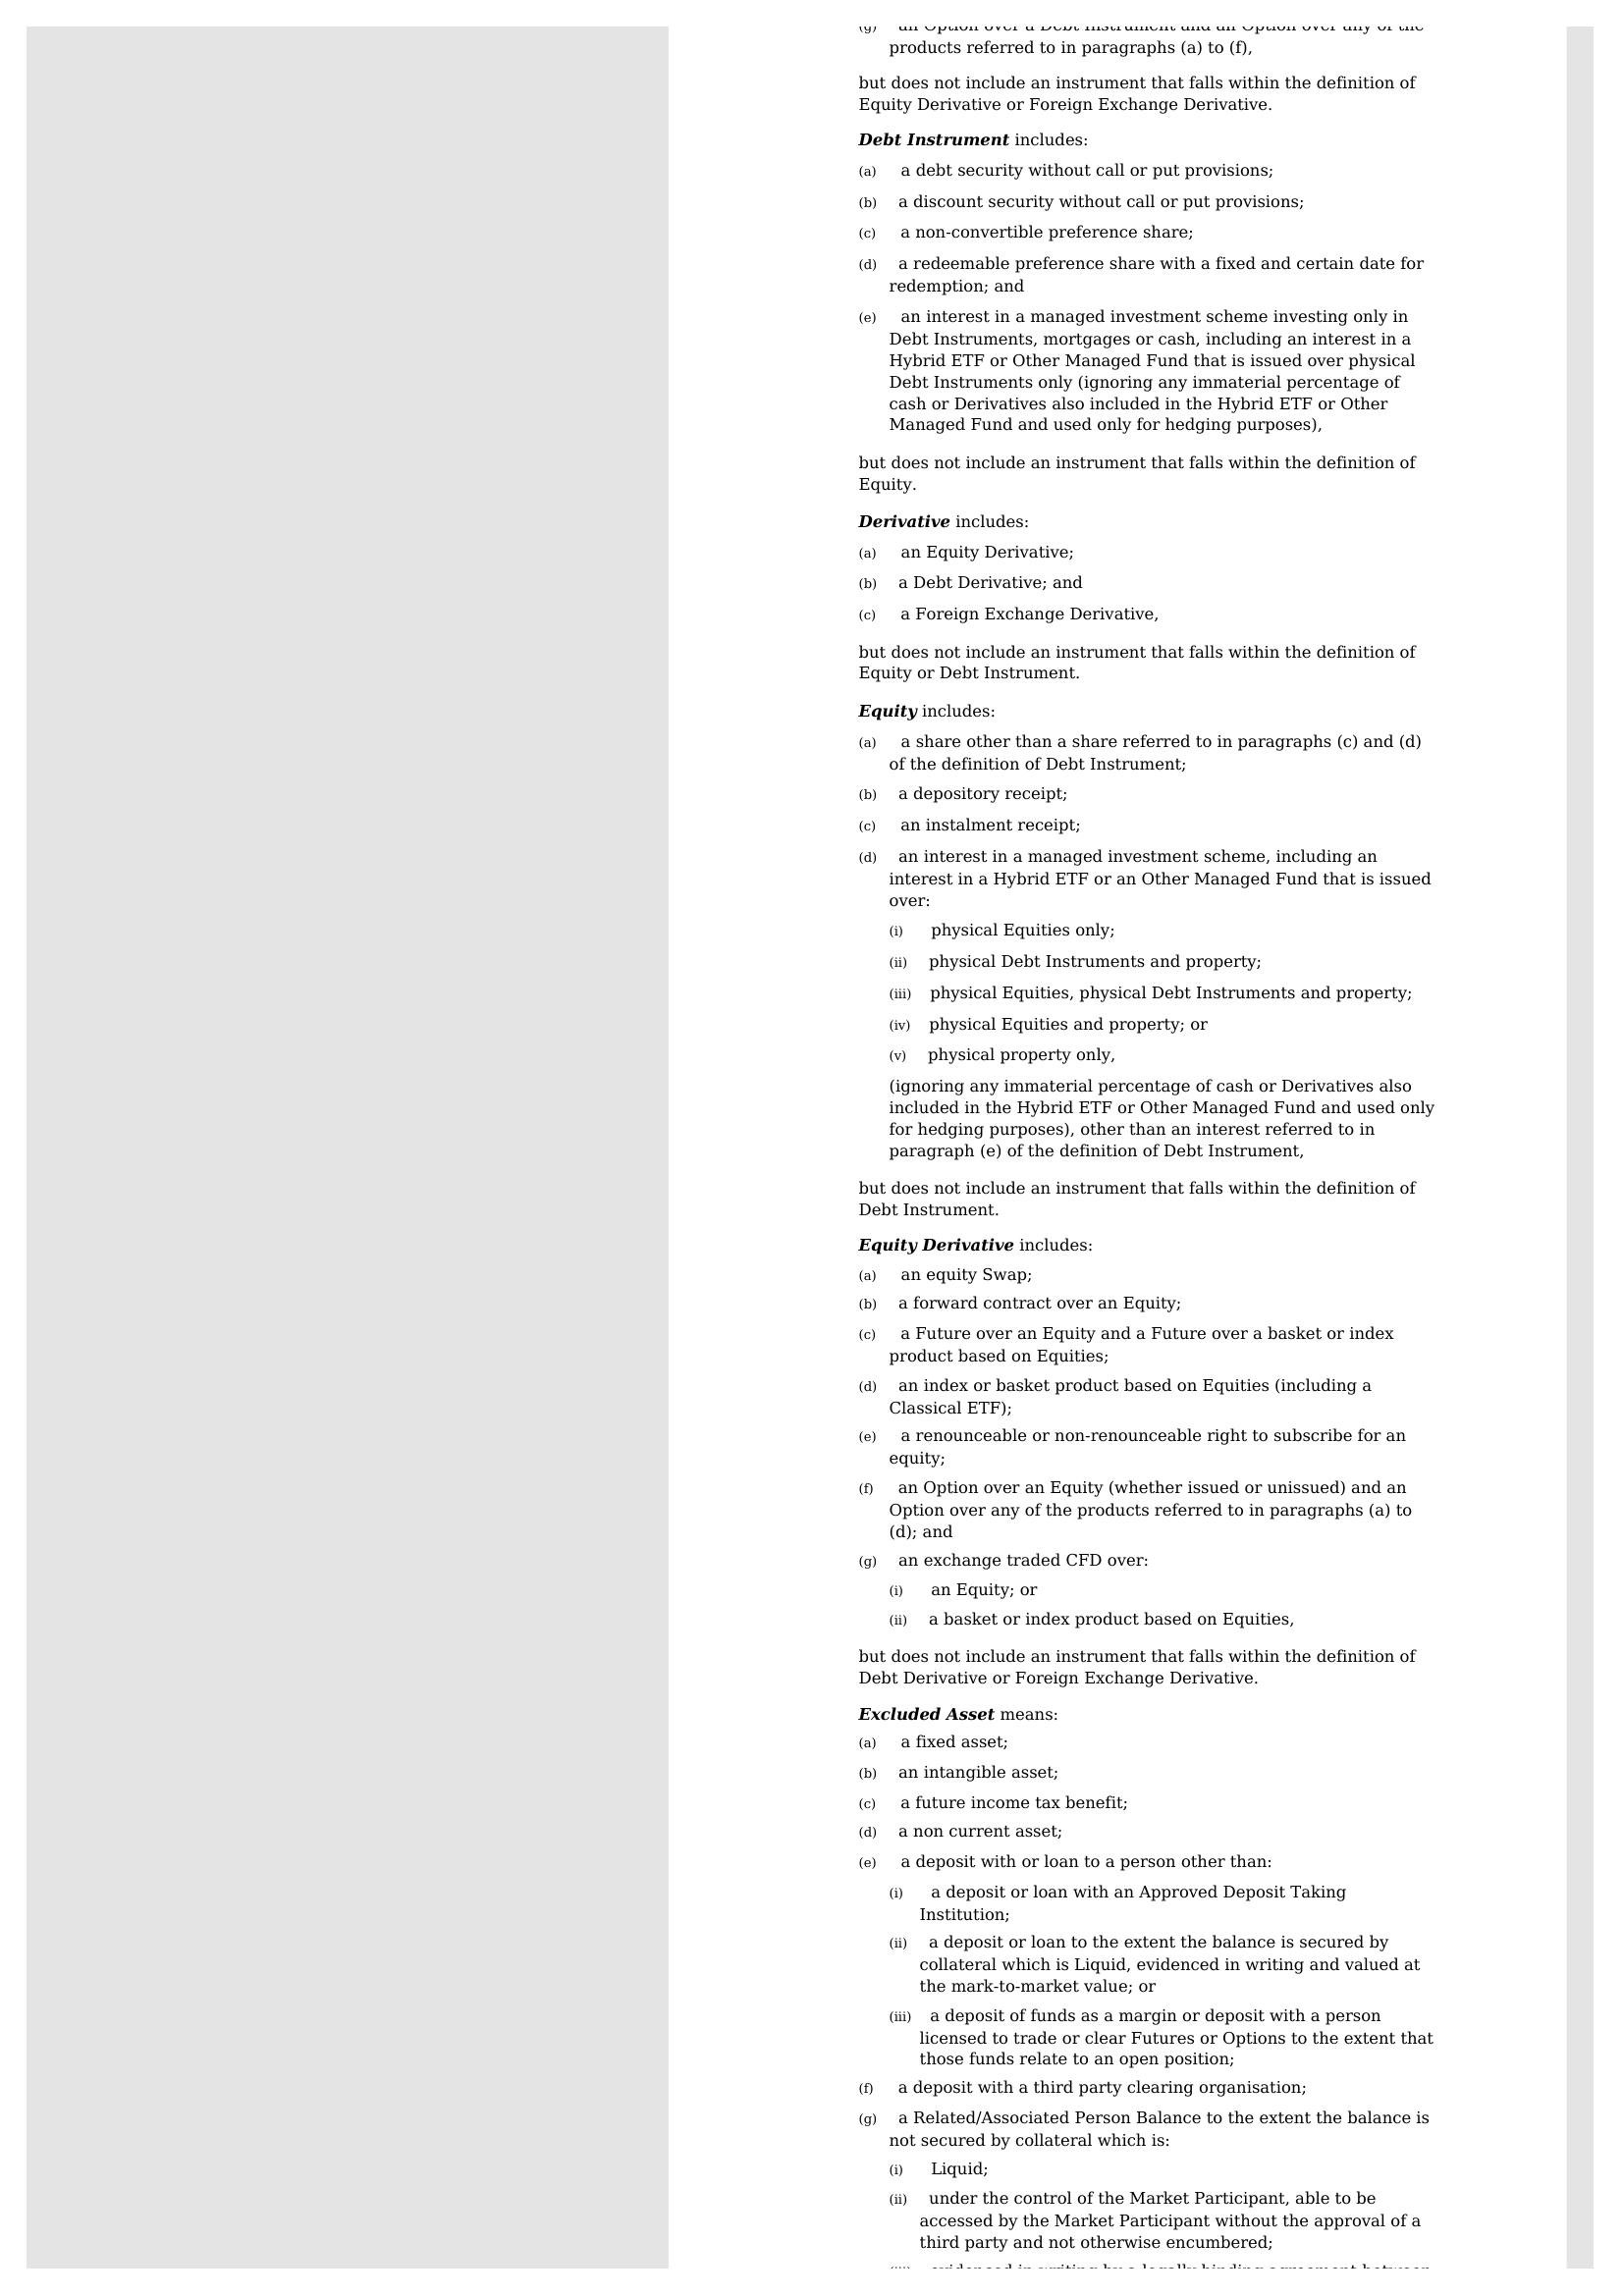 (g) an Option over a Debt Instrument and an Option over any of the
products referred to in paragraphs (a) to (f),
but does not include an instrument that falls within the definition of
Equity Derivative or Foreign Exchange Derivative.
Debt Instrument includes:
(a) a debt security without call or put provisions;
(b) a discount security without call or put provisions;
(c) a non-convertible preference share;
(d) a redeemable preference share with a fixed and certain date for
redemption; and
(e) an interest in a managed investment scheme investing only in
Debt Instruments, mortgages or cash, including an interest in a
Hybrid ETF or Other Managed Fund that is issued over physical
Debt Instruments only (ignoring any immaterial percentage of
cash or Derivatives also included in the Hybrid ETF or Other
Managed Fund and used only for hedging purposes),
but does not include an instrument that falls within the definition of
Equity.
Derivative includes:
(a) an Equity Derivative;
(b) a Debt Derivative; and
(c) a Foreign Exchange Derivative,
but does not include an instrument that falls within the definition of
Equity or Debt Instrument.
Equity includes:
(a) a share other than a share referred to in paragraphs (c) and (d)
of the definition of Debt Instrument;
(b) a depository receipt;
(c) an instalment receipt;
(d) an interest in a managed investment scheme, including an
interest in a Hybrid ETF or an Other Managed Fund that is issued
over:
(i) physical Equities only;
(ii) physical Debt Instruments and property;
(iii) physical Equities, physical Debt Instruments and property;
(iv) physical Equities and property; or
(v) physical property only,
(ignoring any immaterial percentage of cash or Derivatives also
included in the Hybrid ETF or Other Managed Fund and used only
for hedging purposes), other than an interest referred to in
paragraph (e) of the definition of Debt Instrument,
but does not include an instrument that falls within the definition of
Debt Instrument.
Equity Derivative includes:
(a) an equity Swap;
(b) a forward contract over an Equity;
(c) a Future over an Equity and a Future over a basket or index
product based on Equities;
(d) an index or basket product based on Equities (including a
Classical ETF);
(e) a renounceable or non-renounceable right to subscribe for an
equity;
(f) an Option over an Equity (whether issued or unissued) and an
Option over any of the products referred to in paragraphs (a) to
(d); and
(g) an exchange traded CFD over:
(i) an Equity; or
(ii) a basket or index product based on Equities,
but does not include an instrument that falls within the definition of
Debt Derivative or Foreign Exchange Derivative.
Excluded Asset means:
(a) a fixed asset;
(b) an intangible asset;
(c) a future income tax benefit;
(d) a non current asset;
(e) a deposit with or loan to a person other than:
(i) a deposit or loan with an Approved Deposit Taking
Institution;
(ii) a deposit or loan to the extent the balance is secured by
collateral which is Liquid, evidenced in writing and valued at
the mark-to-market value; or
(iii) a deposit of funds as a margin or deposit with a person
licensed to trade or clear Futures or Options to the extent that
those funds relate to an open position;
(f) a deposit with a third party clearing organisation;
(g) a Related/Associated Person Balance to the extent the balance is
not secured by collateral which is:
(i) Liquid;
(ii) under the control of the Market Participant, able to be
accessed by the Market Participant without the approval of a
third party and not otherwise encumbered;
(iii) evidenced in writing by a legally binding agreement between